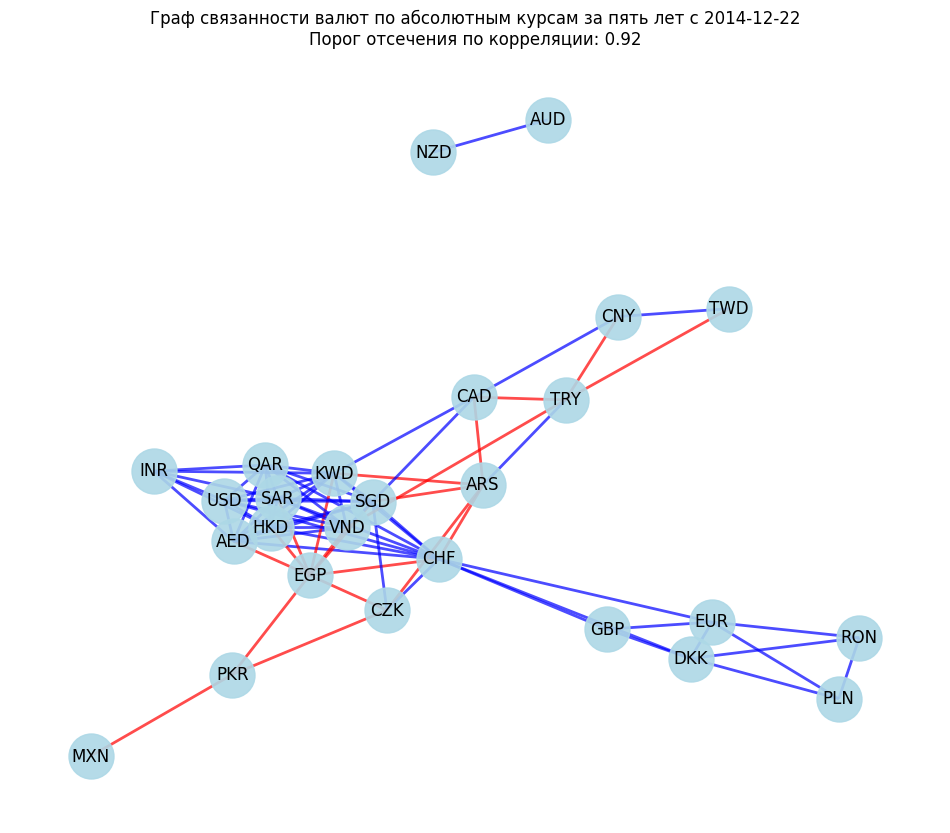 Граф связанности валют по абсолютным курсам за пять лет с 2014-12-22
Порог отсечения по корреляции: 0.92
AUD
NZD
TWD
CNY
CAD
TRY
QAR
INR
KWD
ARS
USD
SAR
SGD
HKD
VND
AED
CHF
EGP
CZK
EUR
GBP
RON
DKK
PKR
PLN
MXN